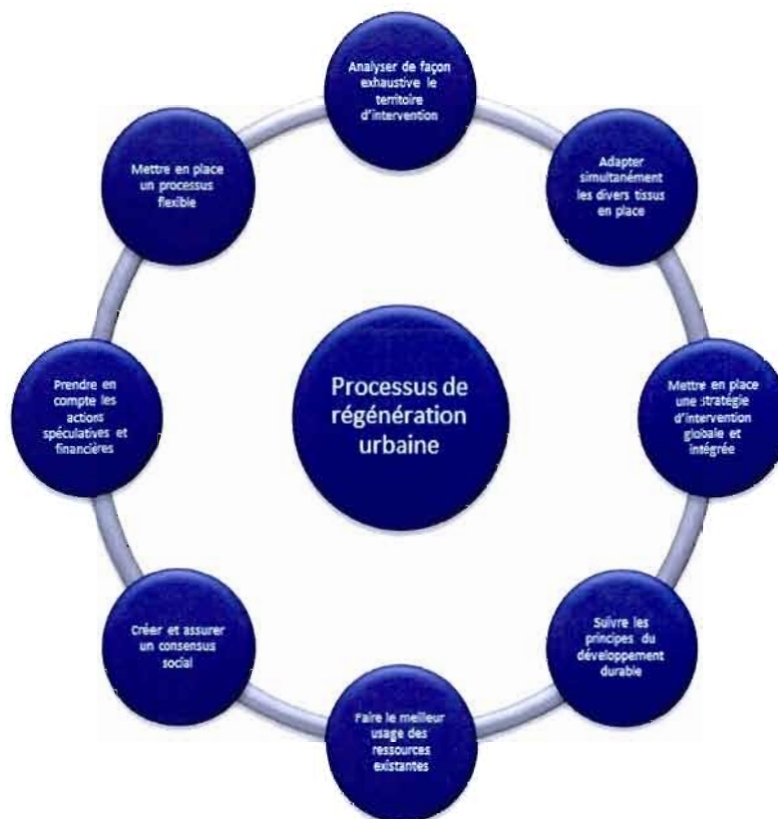 Analyser de façon
exhaustive le
territoire
d'intervention
Adapter
simultanément
les divers tissus
en place
Mettre en place
une stratégie
d'intervention
globale et
intégrée
Suivre les
principes du
développement
durable
Faire le meilleur
usage des
ressources
existantes
Créer et assurer
un consensus
social
Prendre en
compte les
actions
spéculatives et
financières
Mettre en place
un processus
flexible
Processus de
régénération
urbaine